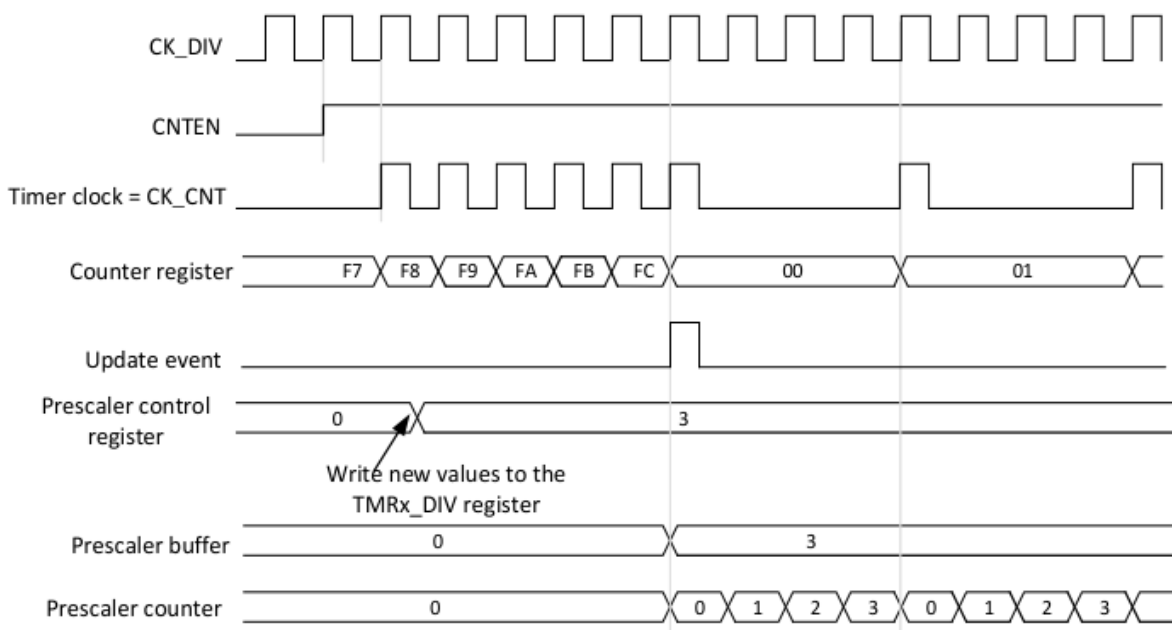 CK_DIV
CNTEN
Timer clock = CK_CNT
Counter register F7 F8 F9 FA FB FC 00 01
Update event
Prescaler control
register
0 3
Write new values to the
TMRx_DIV register
Prescaler buffer 0 3
Prescaler counter 0 0 1 2 3 0 1 2 3